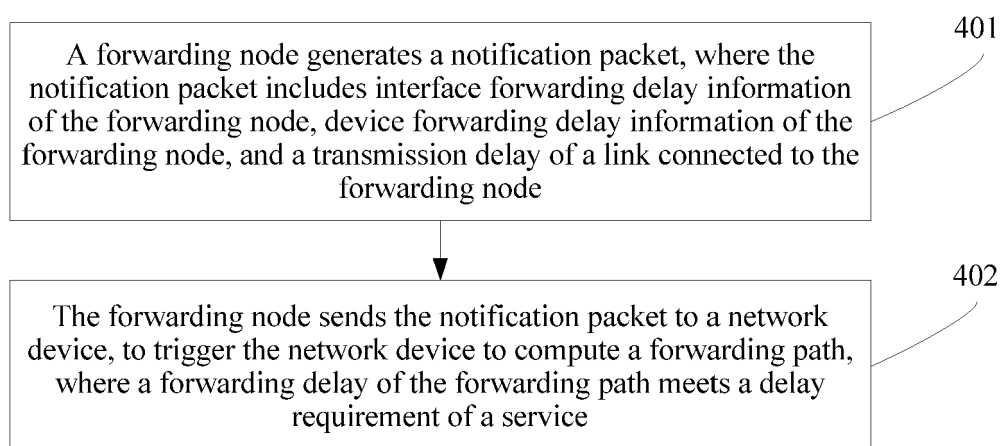 401
A forwarding node generates a notification packet, where the
notification packet includes interface forwarding delay information
of the forwarding node, device forwarding delay information of the
forwarding node, and a transmission delay of a link connected to the
forwarding node
402
The forwarding node sends the notification packet to a network
device, to trigger the network device to compute a forwarding path,
where a forwarding delay of the forwarding path meets a delay
requirement of a service